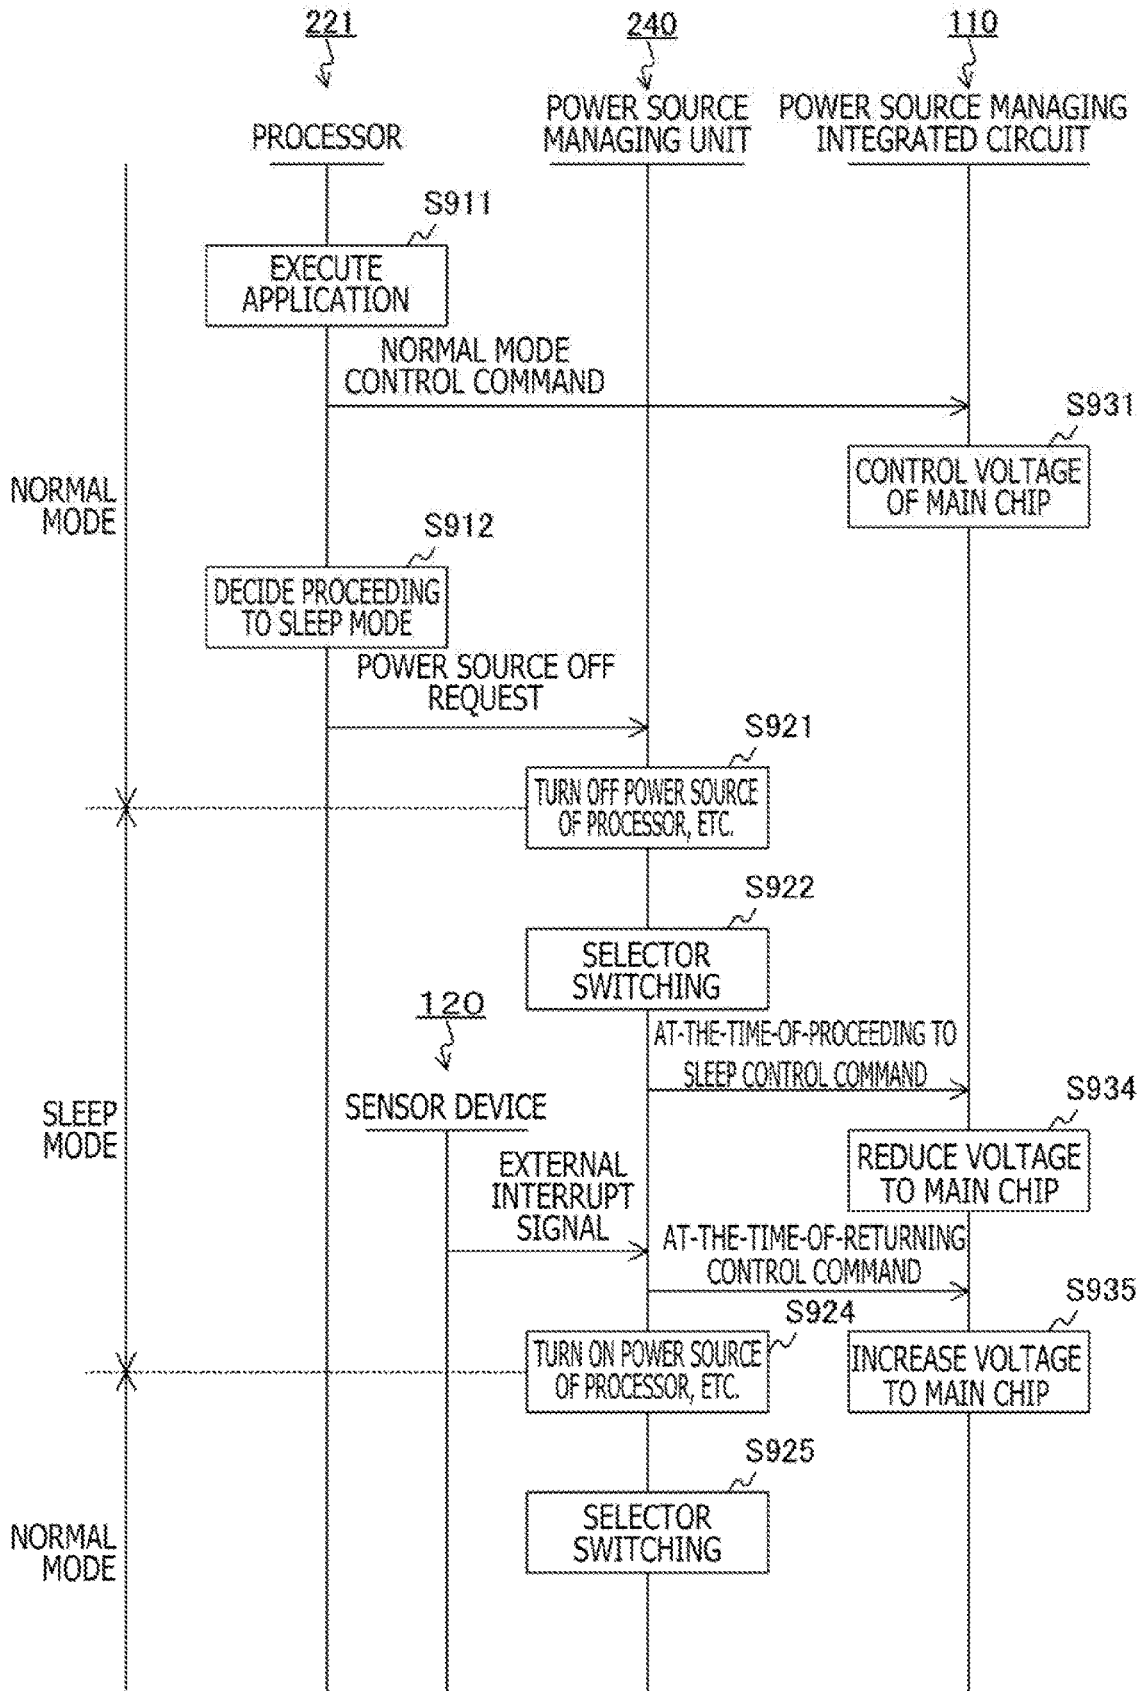 221
240
110
PROCESSOR
POWER SOURCE
MANAGING UNIT
POWER SOURCE MANAGING
INTEGRATED CIRCUIT
S911
EXECUTE
APPLICATION
NORMAL MODE
CONTROL COMMAND
S931
CONTROL VOLTAGE
OF MAIN CHIP
NORMAL
MODE
S912
DECIDE PROCEEDING
TO SLEEP MODE
POWER SOURCE OFF
REQUEST
S921
TURN OFF POWER SOURCE
OF PROCESSOR, ETC.
S922
SELECTOR
SWITCHING
120
AT-THE-TIME-OF-PROCEEDING TO
SLEEP CONTROL COMMAND
SENSOR DEVICE
S934
REDUCE VOLTAGE
TO MAIN CHIP
SLEEP
MODE
EXTERNAL
INTERRUPT
SIGNAL
AT-THE-TIME-OF-RETURNING
CONTROL COMMAND
S924
S935
TURN ON POWER SOURCE
OF PROCESSOR, ETC.
INCREASE VOLTAGE
TO MAIN CHIP
S925
SELECTOR
SWITCHING
NORMAL
MODE